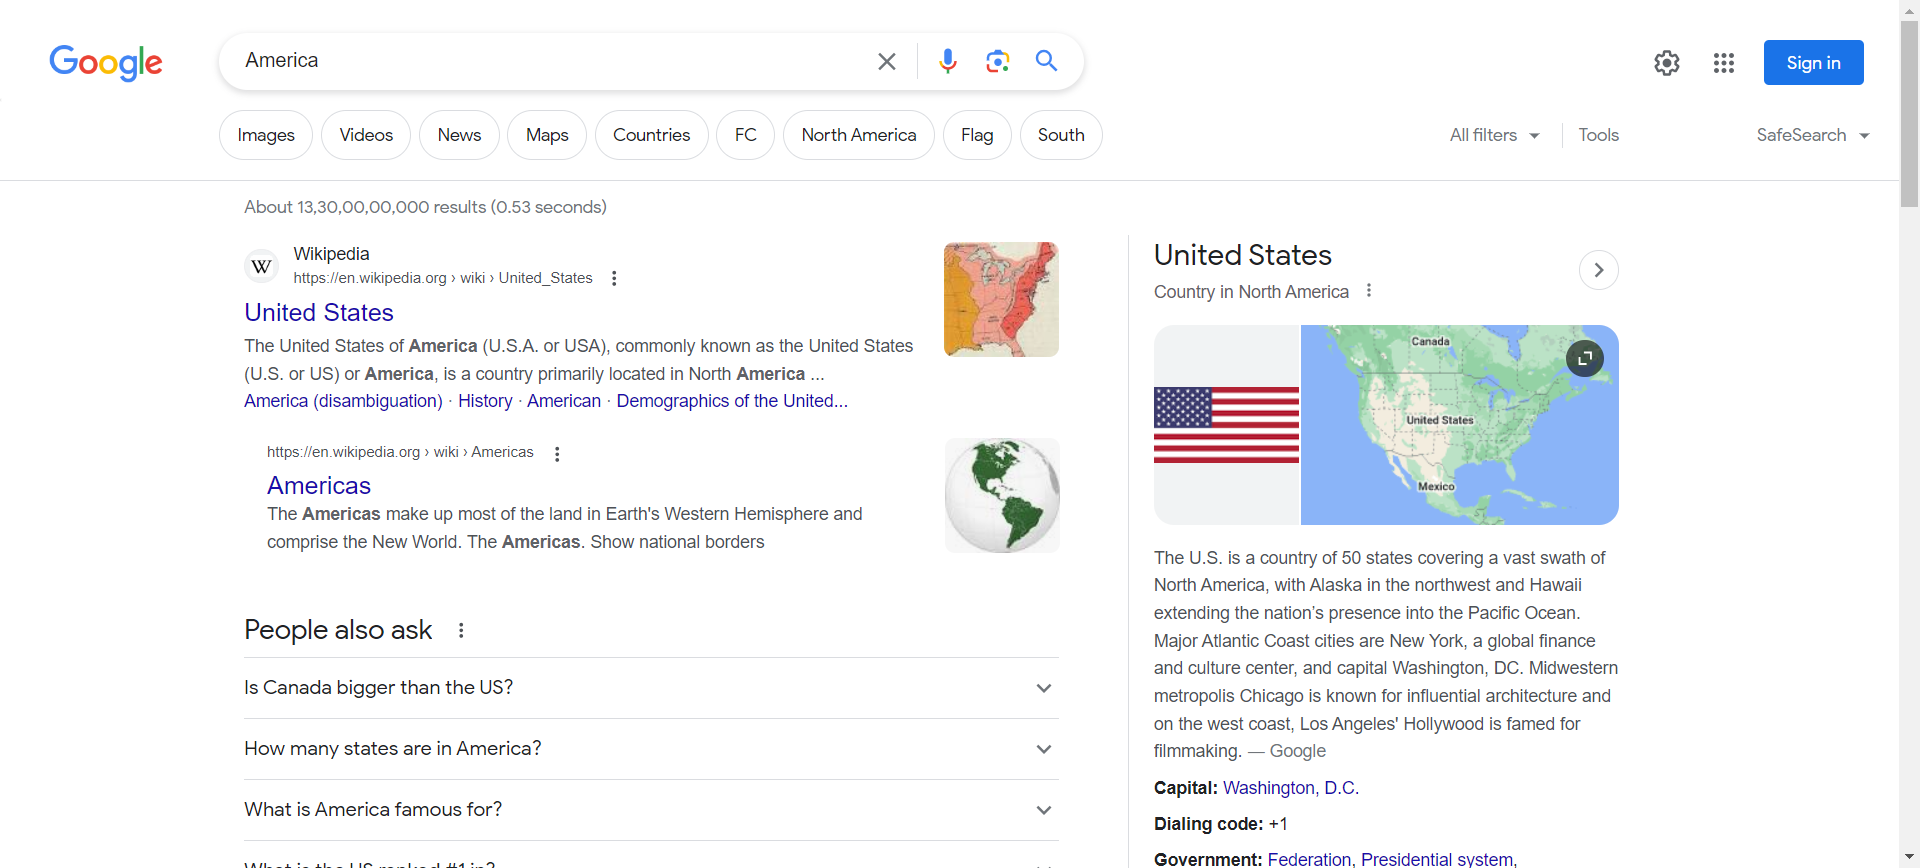 Google
America
Sign in
Images
Videos
News
Maps
Countries
FC
North America
Flag
South
All filters
Tools
SafeSearch
About 13,30,00,00,000 results (0.53 seconds)
W
Wikipedia
https://en.wikipedia.org › wiki › United_States
United States
The United States of America (U.S.A. or USA), commonly known as the United States
(U.S. or US) or America, is a country primarily located in North America ...
America (disambiguation) · History · American · Demographics of the United...
https://en.wikipedia.org › wiki › Americas
Americas
The Americas make up most of the land in Earth's Western Hemisphere and
comprise the New World. The Americas. Show national borders
People also ask
Is Canada bigger than the US?
How many states are in America?
What is America famous for?
What is the US ranked #1 in?
United States
Country in North America
Canada
United States
Mexico
The U.S. is a country of 50 states covering a vast swath of
North America, with Alaska in the northwest and Hawaii
extending the nation’s presence into the Pacific Ocean.
Major Atlantic Coast cities are New York, a global finance
and culture center, and capital Washington, DC. Midwestern
metropolis Chicago is known for influential architecture and
on the west coast, Los Angeles' Hollywood is famed for
filmmaking. — Google
Capital: Washington, D.C.
Dialing code: +1
Government: Federation, Presidential system,